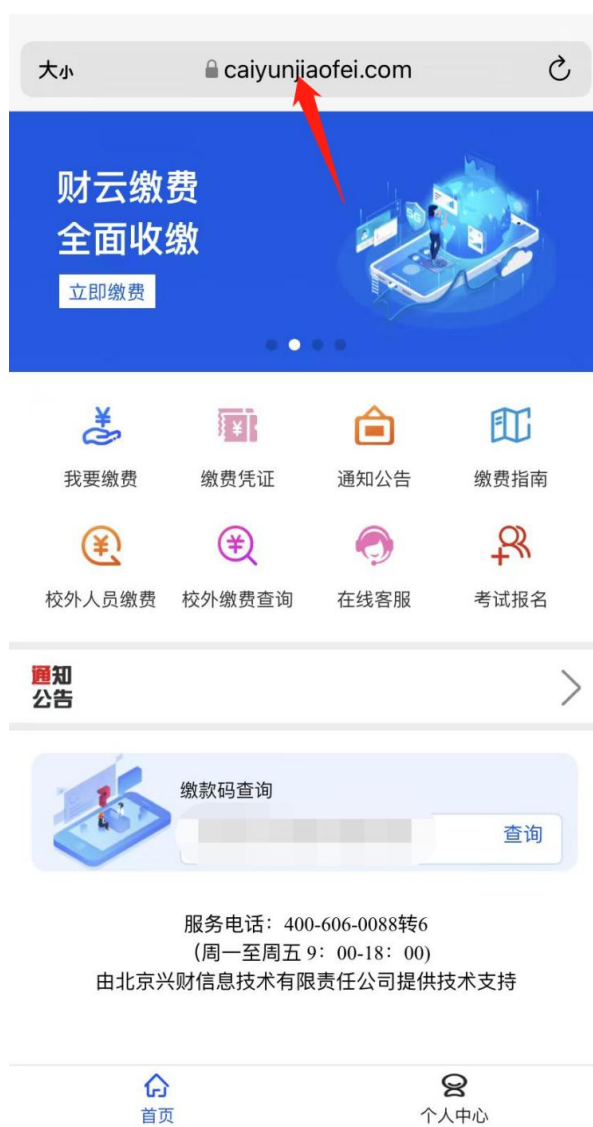 大小 caiyunjiaofei.com
财云缴费
全面收缴
立即缴费
我要缴费 缴费凭证 通知公告 缴费指南
校外人员缴费 校外缴费查询 在线客服 考试报名
通知
公告
缴款码查询
查询
服务电话：400-606-0088转6
（周一至周五 9：00-18：00)
由北京兴财信息技术有限责任公司提供技术支持
首页 个人中心